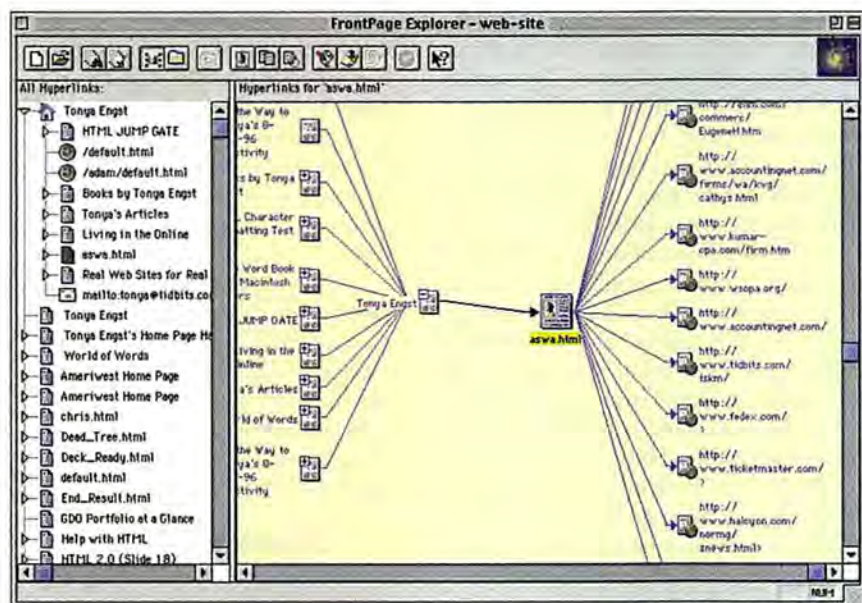 FrontPage Explorer – web-site
All Hyperlinks:
Tonya Engst
HTML JUMP GATE
/default.html
/adam/default.html
Books by Tonya Engst
Tonya's Articles
Living in the Online
aswa.html
Real Web Sites for Real
mailto:tonya@tidbits.co
Tonya Engst
Tonya Engst's Home Page He
World of Words
Ameriwest Home Page
Ameriwest Home Page
chris.html
Dead_Tree.html
Deck_Ready.html
default.html
End_Result.html
GDO Portfolio at a Glance
Help with HTML
HTML 2.0 (Slide 18)
Hyperlinks for 'aswa.html'
the Way to
ya's 8-
-96
ctivity
ks by Tonya
t
Character
atting Test
Word Book
Macintosh
ers
JUMP GATE
iving in the
nline
a's Articles
rld of Words
the Way to
ya's 8-
-96
ctivity
Tonya Engst
aswa.html
commers/
EugeneH.htm
http://
www.accountingnet.com/
firms/wa/kvg/
cathys.html
http://
www.kumar-
cpa.com/firm.htm
http://
www.wscpa.org/
http://
www.accountingnet.com/
http://
www.tidbits.com/
tskm/
http://
www.fedex.com/
http://
www.ticketmaster.com/
http://
www.halcyon.com/
normg/
snews.html>
NUM